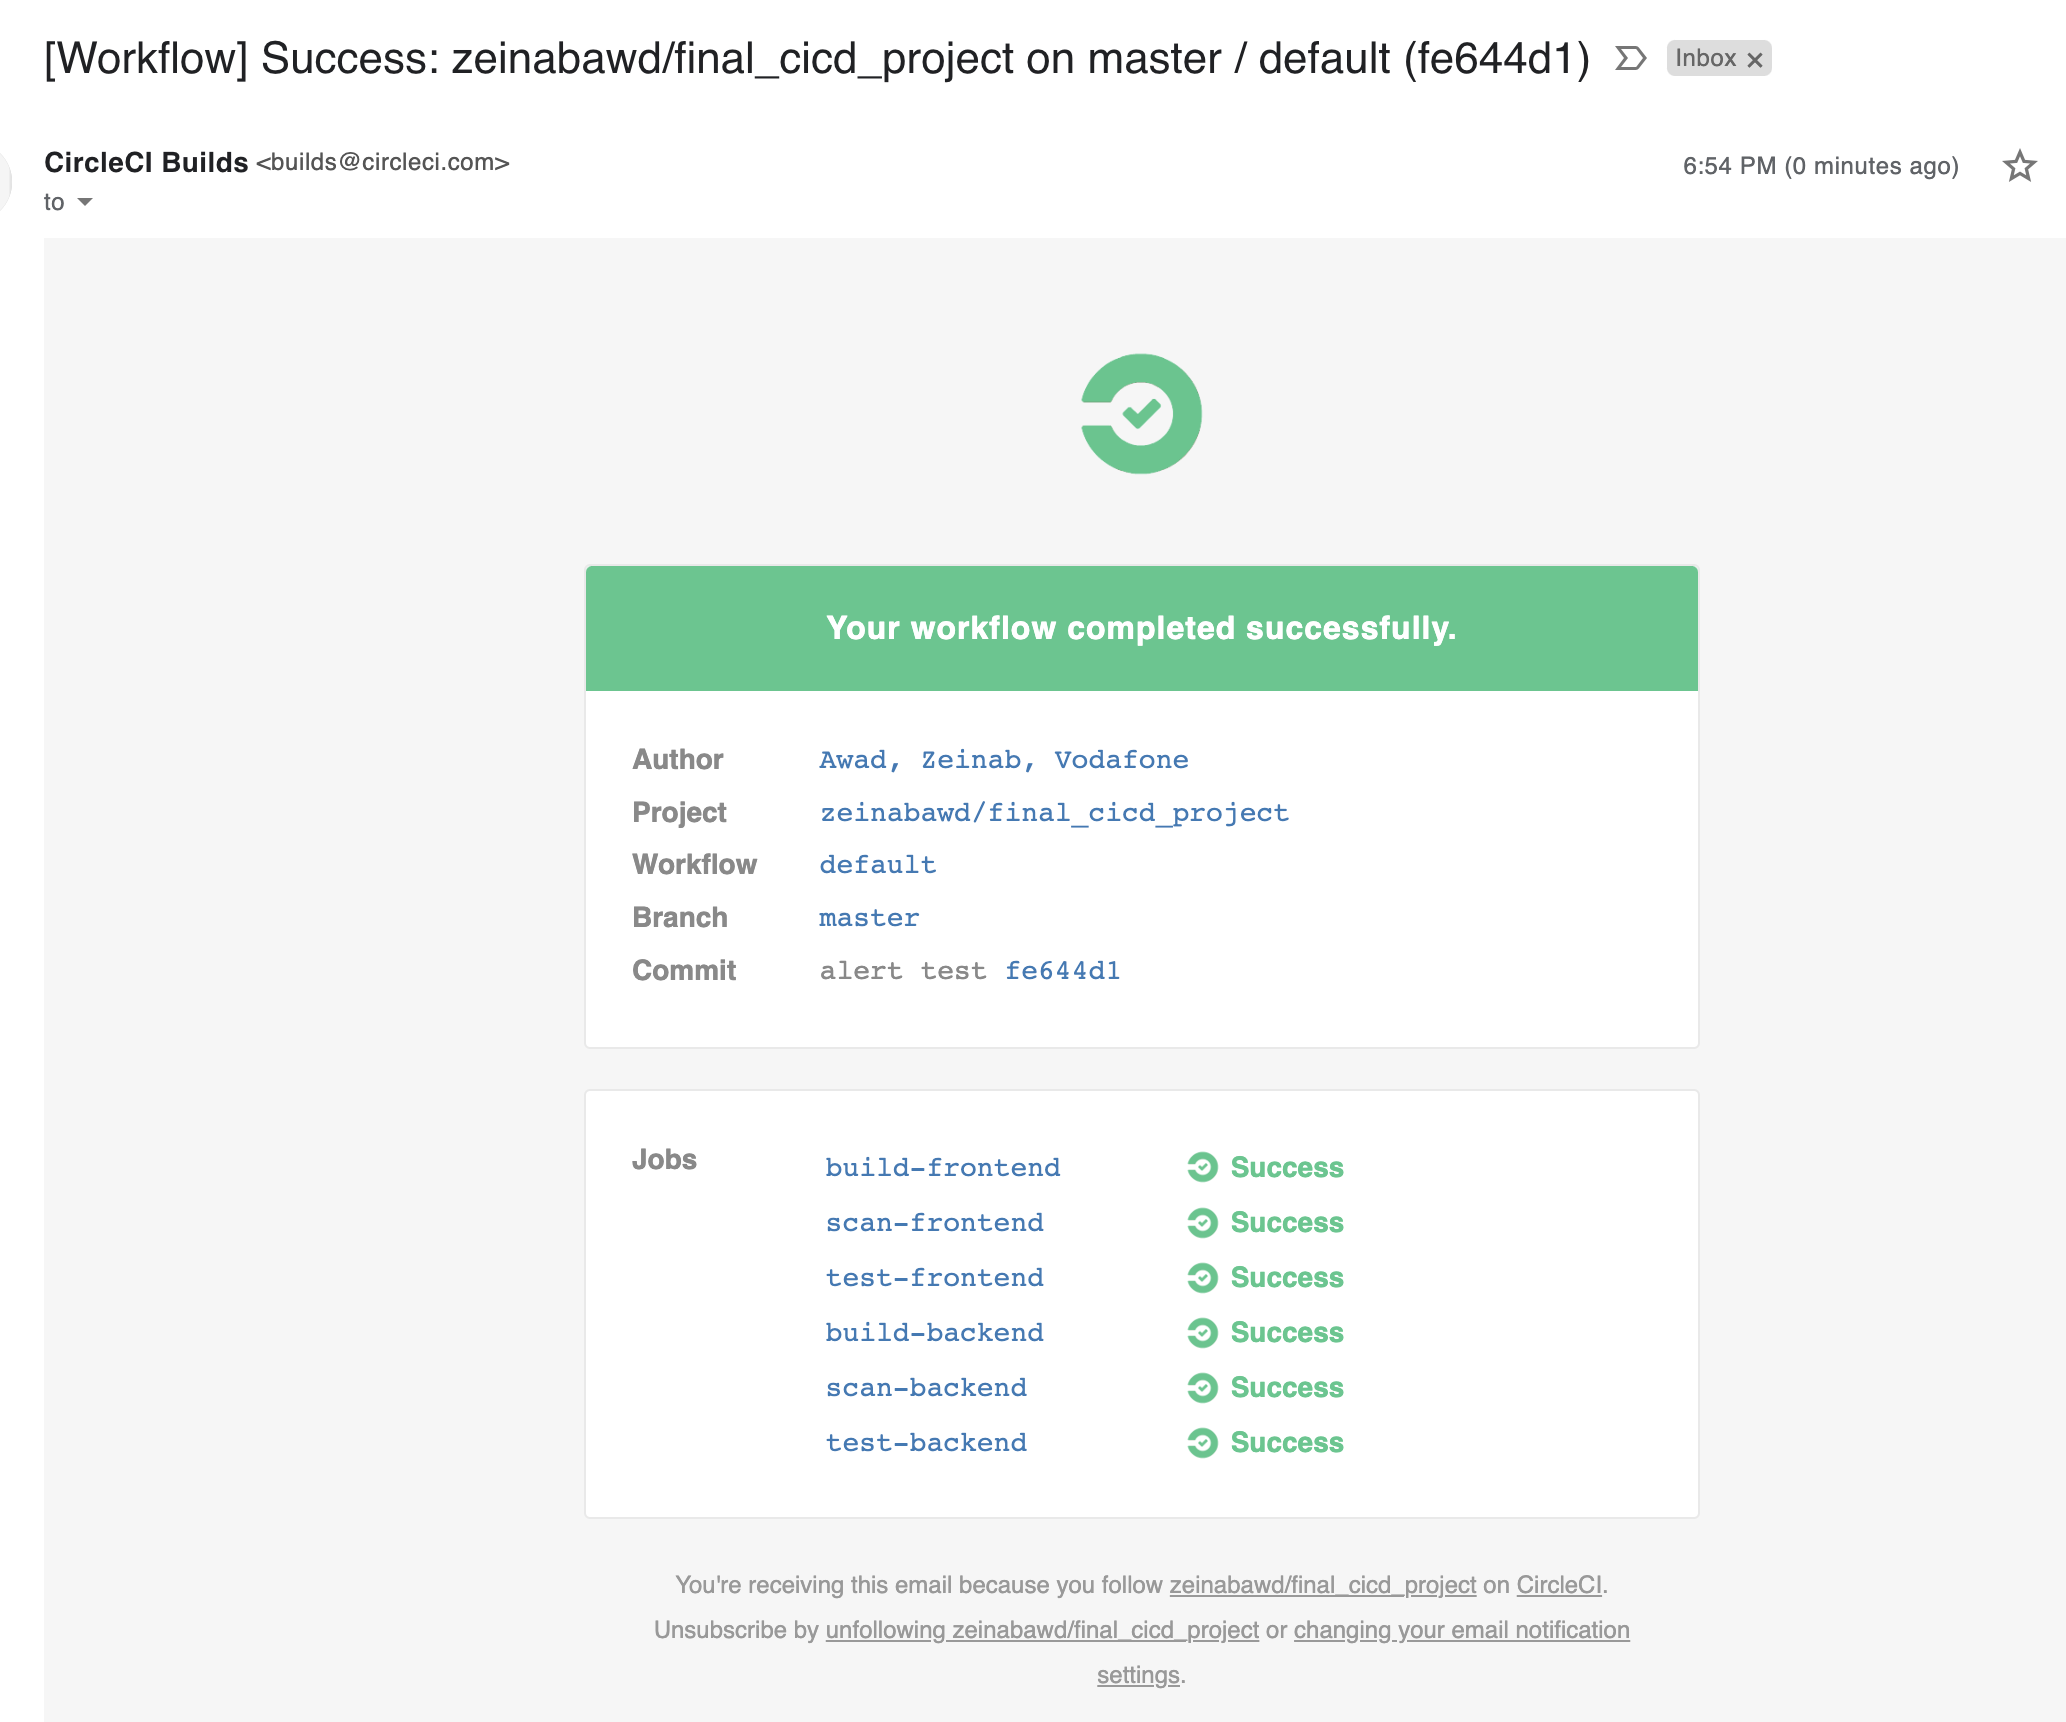 [Workflow] Success: zeinabawd/final_cicd_project on master / default (fe644d1) Inbox x
CircleCI Builds <builds@circleci.com> 6:54 PM (0 minutes ago)
to
Your workflow completed successfully.
Author Awad, Zeinab, Vodafone
Project zeinabawd/final_cicd_project
Workflow default
Branch master
Commit alert test fe644d1
Jobs build-frontend Success
scan-frontend Success
test-frontend Success
build-backend Success
scan-backend Success
test-backend Success
You're receiving this email because you follow zeinabawd/final_cicd_project on CircleCI.
Unsubscribe by unfollowing zeinabawd/final_cicd_project or changing your email notification
settings.